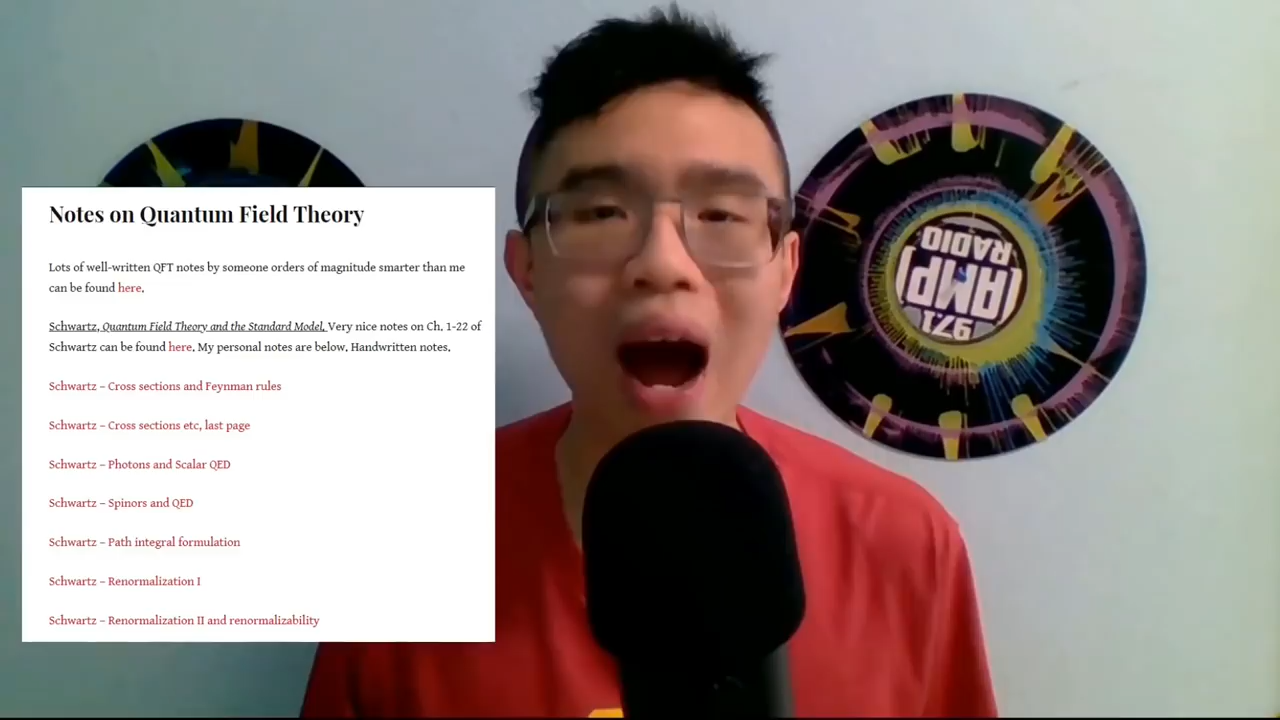 Notes on Quantum Field Theory
Lots of well-written QFT notes by someone orders of magnitude smarter than me
can be found here.
Schwartz, Quantum Field Theory and the Standard Model. Very nice notes on Ch. 1-22 of
Schwartz can be found here. My personal notes are below. Handwritten notes.
Schwartz – Cross sections and Feynman rules
Schwartz – Cross sections etc, last page
Schwartz – Photons and Scalar QED
Schwartz – Spinors and QED
Schwartz – Path integral formulation
Schwartz – Renormalization I
Schwartz – Renormalization II and renormalizability
97.1
[AMP]
RADIO